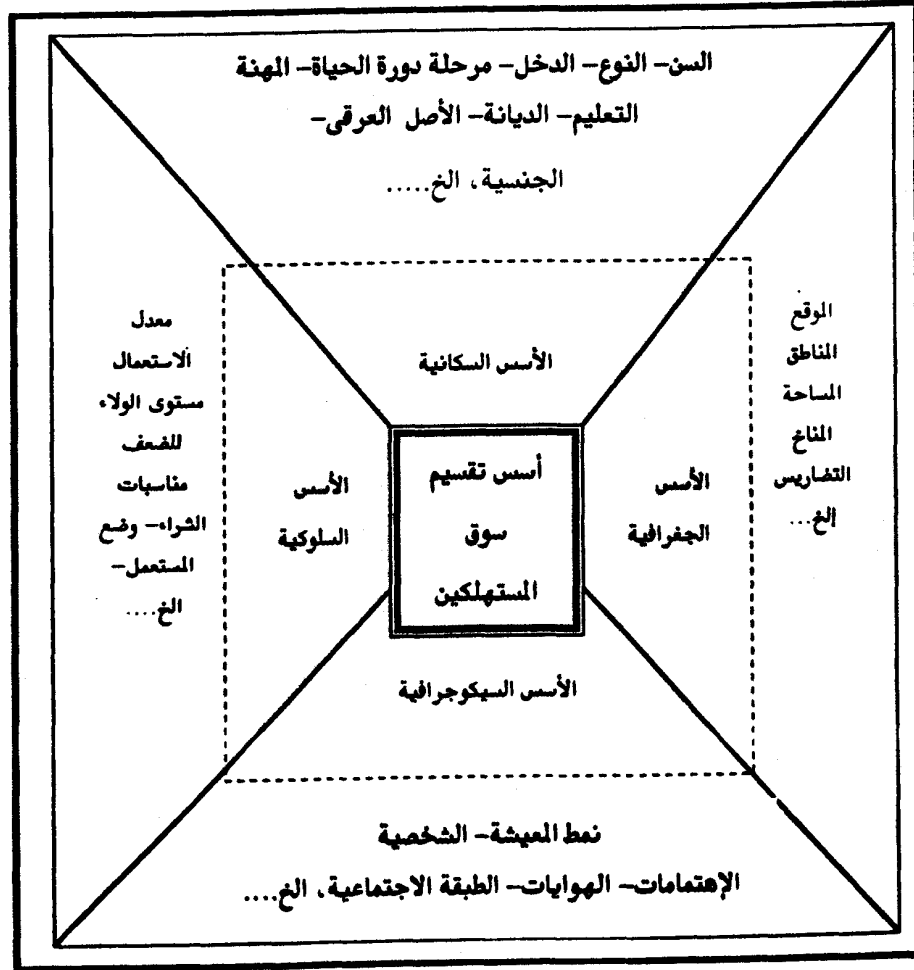 السن– النوع– الدخل– مرحلة دورة الحياة– المهنة
التعليم– الديانة– الأصل العرقى–
الجنسية، الخ.....
الأسس السكانية
الموقع
المناطق
المساحة
المناخ
التضاريس
إلخ...
الأسس
الجغرافية
أسس تقسيم
سوق
المستهلكين
الأسس
السلوكية
معدل
الاستعمال
مستوى الولاء
للضعف
مناسبات
الشراء– وضع
المستعمل–
الخ....
الأسس السيكوجرافية
نمط المعيشة– الشخصية
الإهتمامات– الهوايات– الطبقة الاجتماعية، الخ....